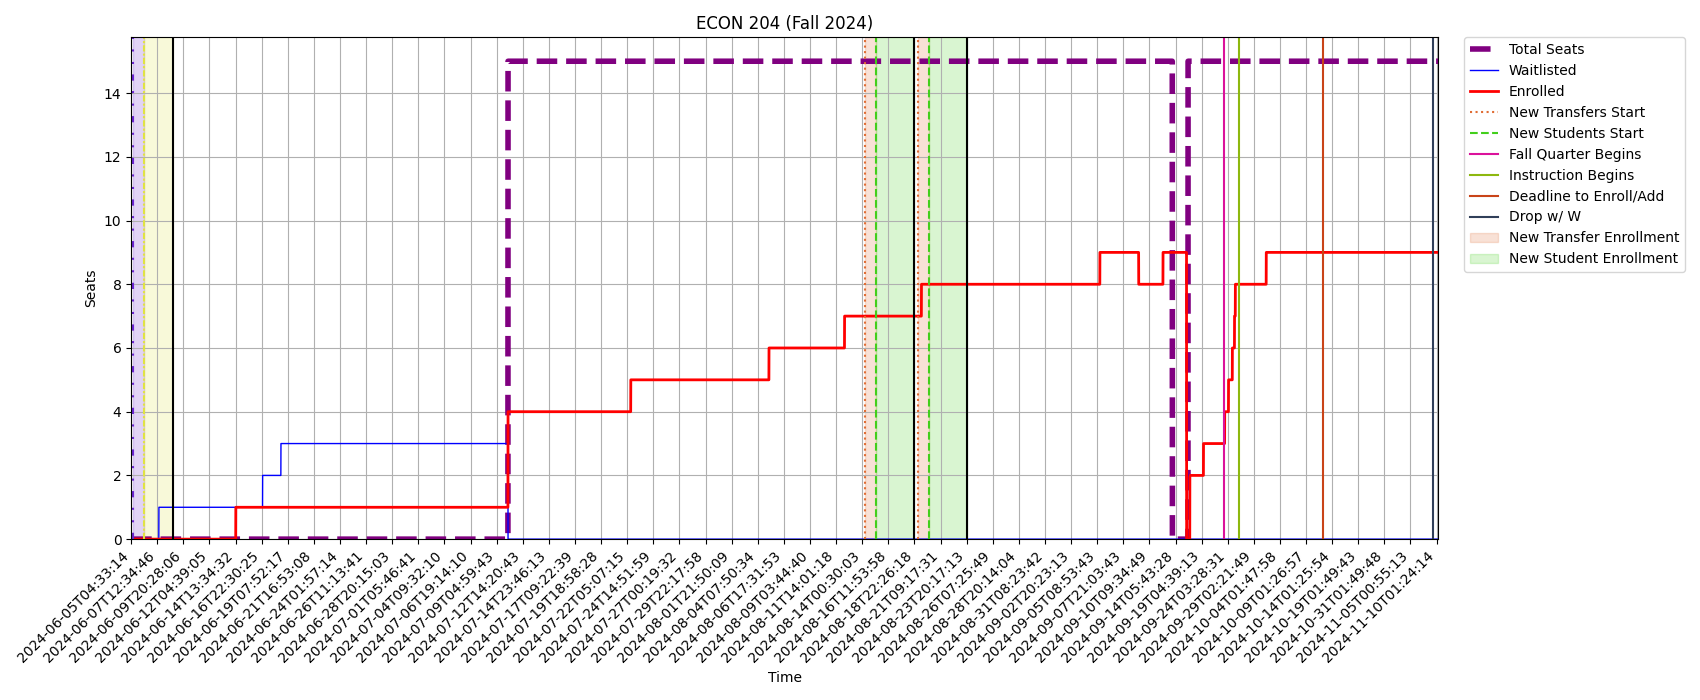 ECON 204 (Fall 2024)
Total Seats
Waitlisted
Enrolled
New Transfers Start
New Students Start
Fall Quarter Begins
Instruction Begins
Deadline to Enroll/Add
Drop w/ W
New Transfer Enrollment
New Student Enrollment
Seats
14
12
10
8
6
4
2
0
2024-06-05T04:33:14
2024-06-07T12:34:46
2024-06-09T20:28:06
2024-06-12T04:39:05
2024-06-14T13:34:32
2024-06-16T22:30:25
2024-06-19T07:52:17
2024-06-21T16:53:08
2024-06-24T01:57:14
2024-06-26T11:13:41
2024-06-28T20:15:03
2024-07-01T05:46:41
2024-07-04T09:32:10
2024-07-06T19:14:10
2024-07-09T04:59:43
2024-07-12T14:20:43
2024-07-14T23:46:13
2024-07-17T09:22:39
2024-07-19T18:58:28
2024-07-22T05:07:15
2024-07-24T14:51:59
2024-07-27T00:19:32
2024-07-29T22:17:58
2024-08-01T21:50:09
2024-08-04T07:50:34
2024-08-06T17:31:53
2024-08-09T03:44:40
2024-08-11T14:01:18
2024-08-14T00:30:03
2024-08-16T11:53:58
2024-08-18T22:26:18
2024-08-21T09:17:31
2024-08-23T20:17:13
2024-08-26T07:25:49
2024-08-28T20:14:04
2024-08-31T08:23:42
2024-09-02T20:23:13
2024-09-05T08:53:43
2024-09-07T21:03:43
2024-09-10T09:34:49
2024-09-14T05:43:28
2024-09-19T04:39:13
2024-09-24T03:28:31
2024-09-29T02:21:49
2024-10-04T01:47:58
2024-10-09T01:26:57
2024-10-14T01:25:54
2024-10-19T01:49:43
2024-10-31T01:49:48
2024-11-05T00:55:13
2024-11-10T01:24:14
Time